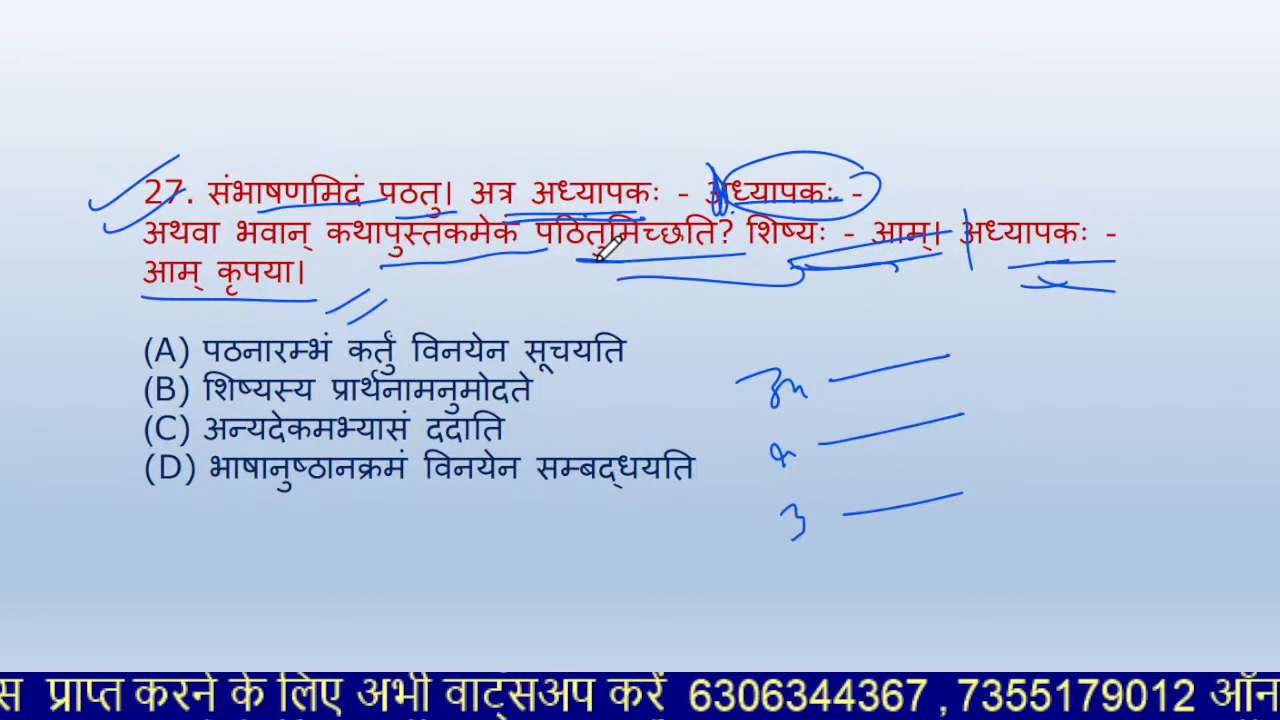 27. संभाषणमिदं पठतु। अत्र अध्यापकः - अध्यापकः -
अथवा भवान् कथापुस्तकमेक पठितुमिच्छति? शिष्यः - आम्। अध्यापकः -
आम् कृपया।
(A) पठनारम्भं कर्तुं विनयेन सूचयति
(B) शिष्यस्य प्रार्थनामनुमोदते
(C) अन्यदेकमभ्यासं ददाति
(D) भाषानुष्ठानक्रमं विनयेन सम्बद्धयति
स प्राप्त करने के लिए अभी वाट्सअप करें 6306344367 , 7355179012 ऑन